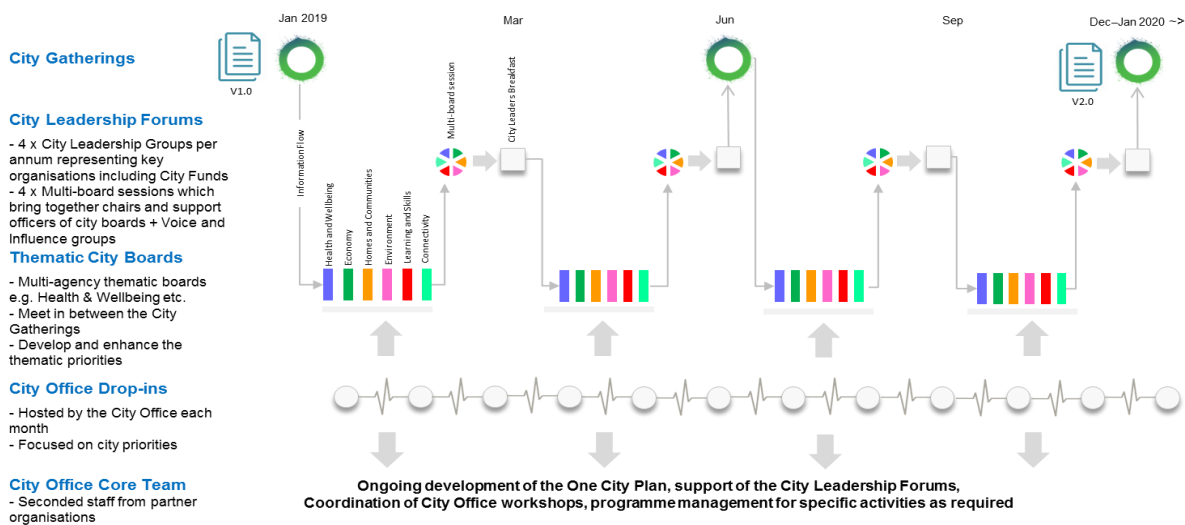 Jan 2019
Mar
Jun
Sep
Dec–Jan 2020 ~>
City Gatherings
V1.0
V2.0
Multi-board session
City Leaders Breakfast
City Leadership Forums
- 4 x City Leadership Groups per
annum representing key
organisations including City Funds
- 4 x Multi-board sessions which
bring together chairs and support
officers of city boards + Voice and
Influence groups
Information Flow
Health and Wellbeing
Economy
Homes and Communities
Environment
Learning and Skills
Connectivity
Thematic City Boards
- Multi-agency thematic boards
e.g. Health & Wellbeing etc.
- Meet in between the City
Gatherings
- Develop and enhance the
thematic priorities
City Office Drop-ins
- Hosted by the City Office each
month
- Focused on city priorities
City Office Core Team
- Seconded staff from partner
organisations
Ongoing development of the One City Plan, support of the City Leadership Forums,
Coordination of City Office workshops, programme management for specific activities as required